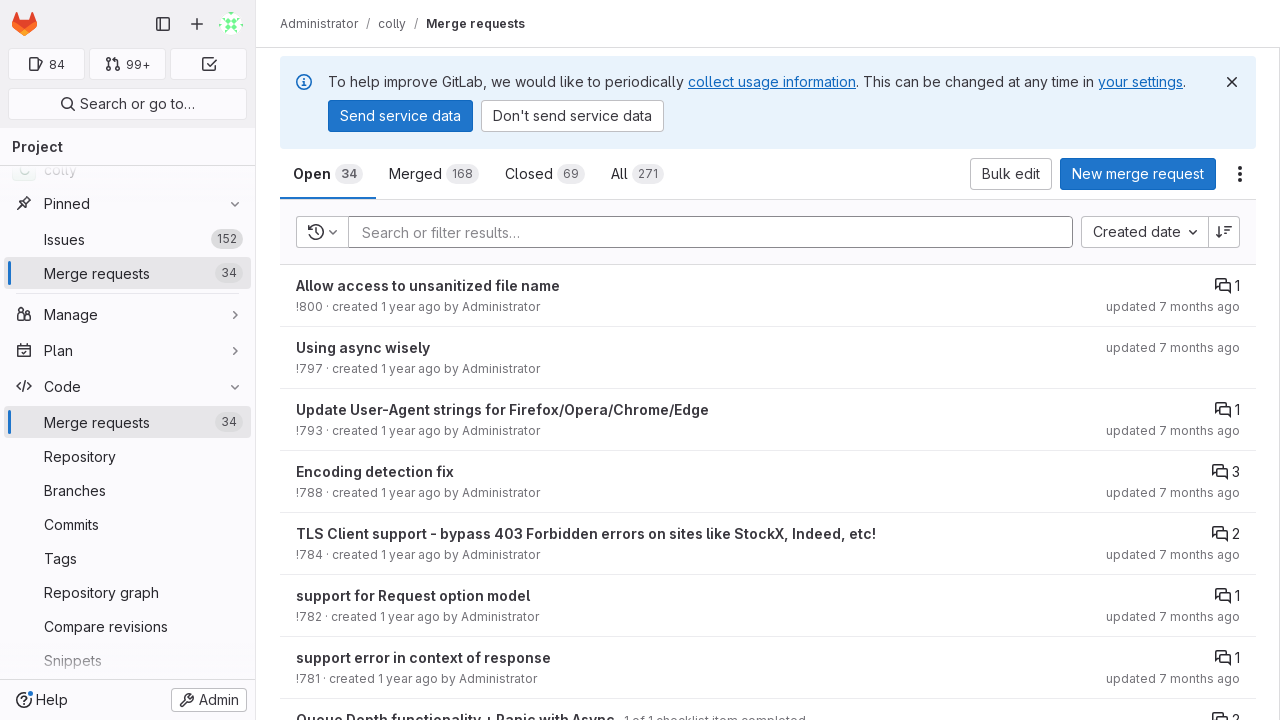 Administrator / colly / Merge requests
84
99+
Search or go to…
Project
colly
Pinned
Issues 152
Merge requests 34
Manage
Plan
Code
Merge requests 34
Repository
Branches
Commits
Tags
Repository graph
Compare revisions
Snippets
Help
Admin
To help improve GitLab, we would like to periodically collect usage information. This can be changed at any time in your settings.
Send service data Don't send service data
Open 34 Merged 168 Closed 69 All 271 Bulk edit New merge request
Search or filter results… Created date
Allow access to unsanitized file name 1
!800 · created 1 year ago by Administrator updated 7 months ago
Using async wisely updated 7 months ago
!797 · created 1 year ago by Administrator
Update User-Agent strings for Firefox/Opera/Chrome/Edge 1
!793 · created 1 year ago by Administrator updated 7 months ago
Encoding detection fix 3
!788 · created 1 year ago by Administrator updated 7 months ago
TLS Client support - bypass 403 Forbidden errors on sites like StockX, Indeed, etc! 2
!784 · created 1 year ago by Administrator updated 7 months ago
support for Request option model 1
!782 · created 1 year ago by Administrator updated 7 months ago
support error in context of response 1
!781 · created 1 year ago by Administrator updated 7 months ago
Queue Depth functionality + Panic with Async 1 of 1 checklist item completed 2